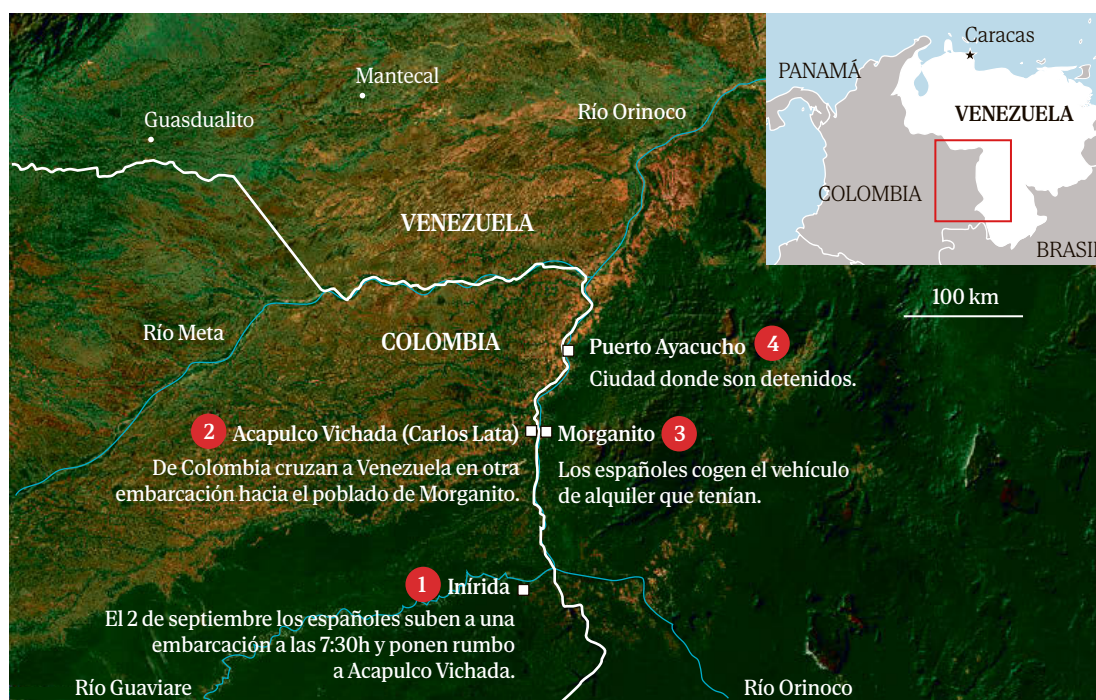 Caracas
PANAMÁ
VENEZUELA
COLOMBIA
BRASIL
100 km
Mantecal
Guasdualito
Río Orinoco
VENEZUELA
Río Meta
COLOMBIA
Puerto Ayacucho 4
Ciudad donde son detenidos.
2 Acapulco Vichada (Carlos Lata)
De Colombia cruzan a Venezuela en otra
embarcación hacia el poblado de Morganito.
Morganito 3
Los españoles cogen el vehículo
de alquiler que tenían.
1 Inírida
El 2 de septiembre los españoles suben a una
embarcación a las 7:30h y ponen rumbo
a Acapulco Vichada.
Río Guaviare
Río Orinoco